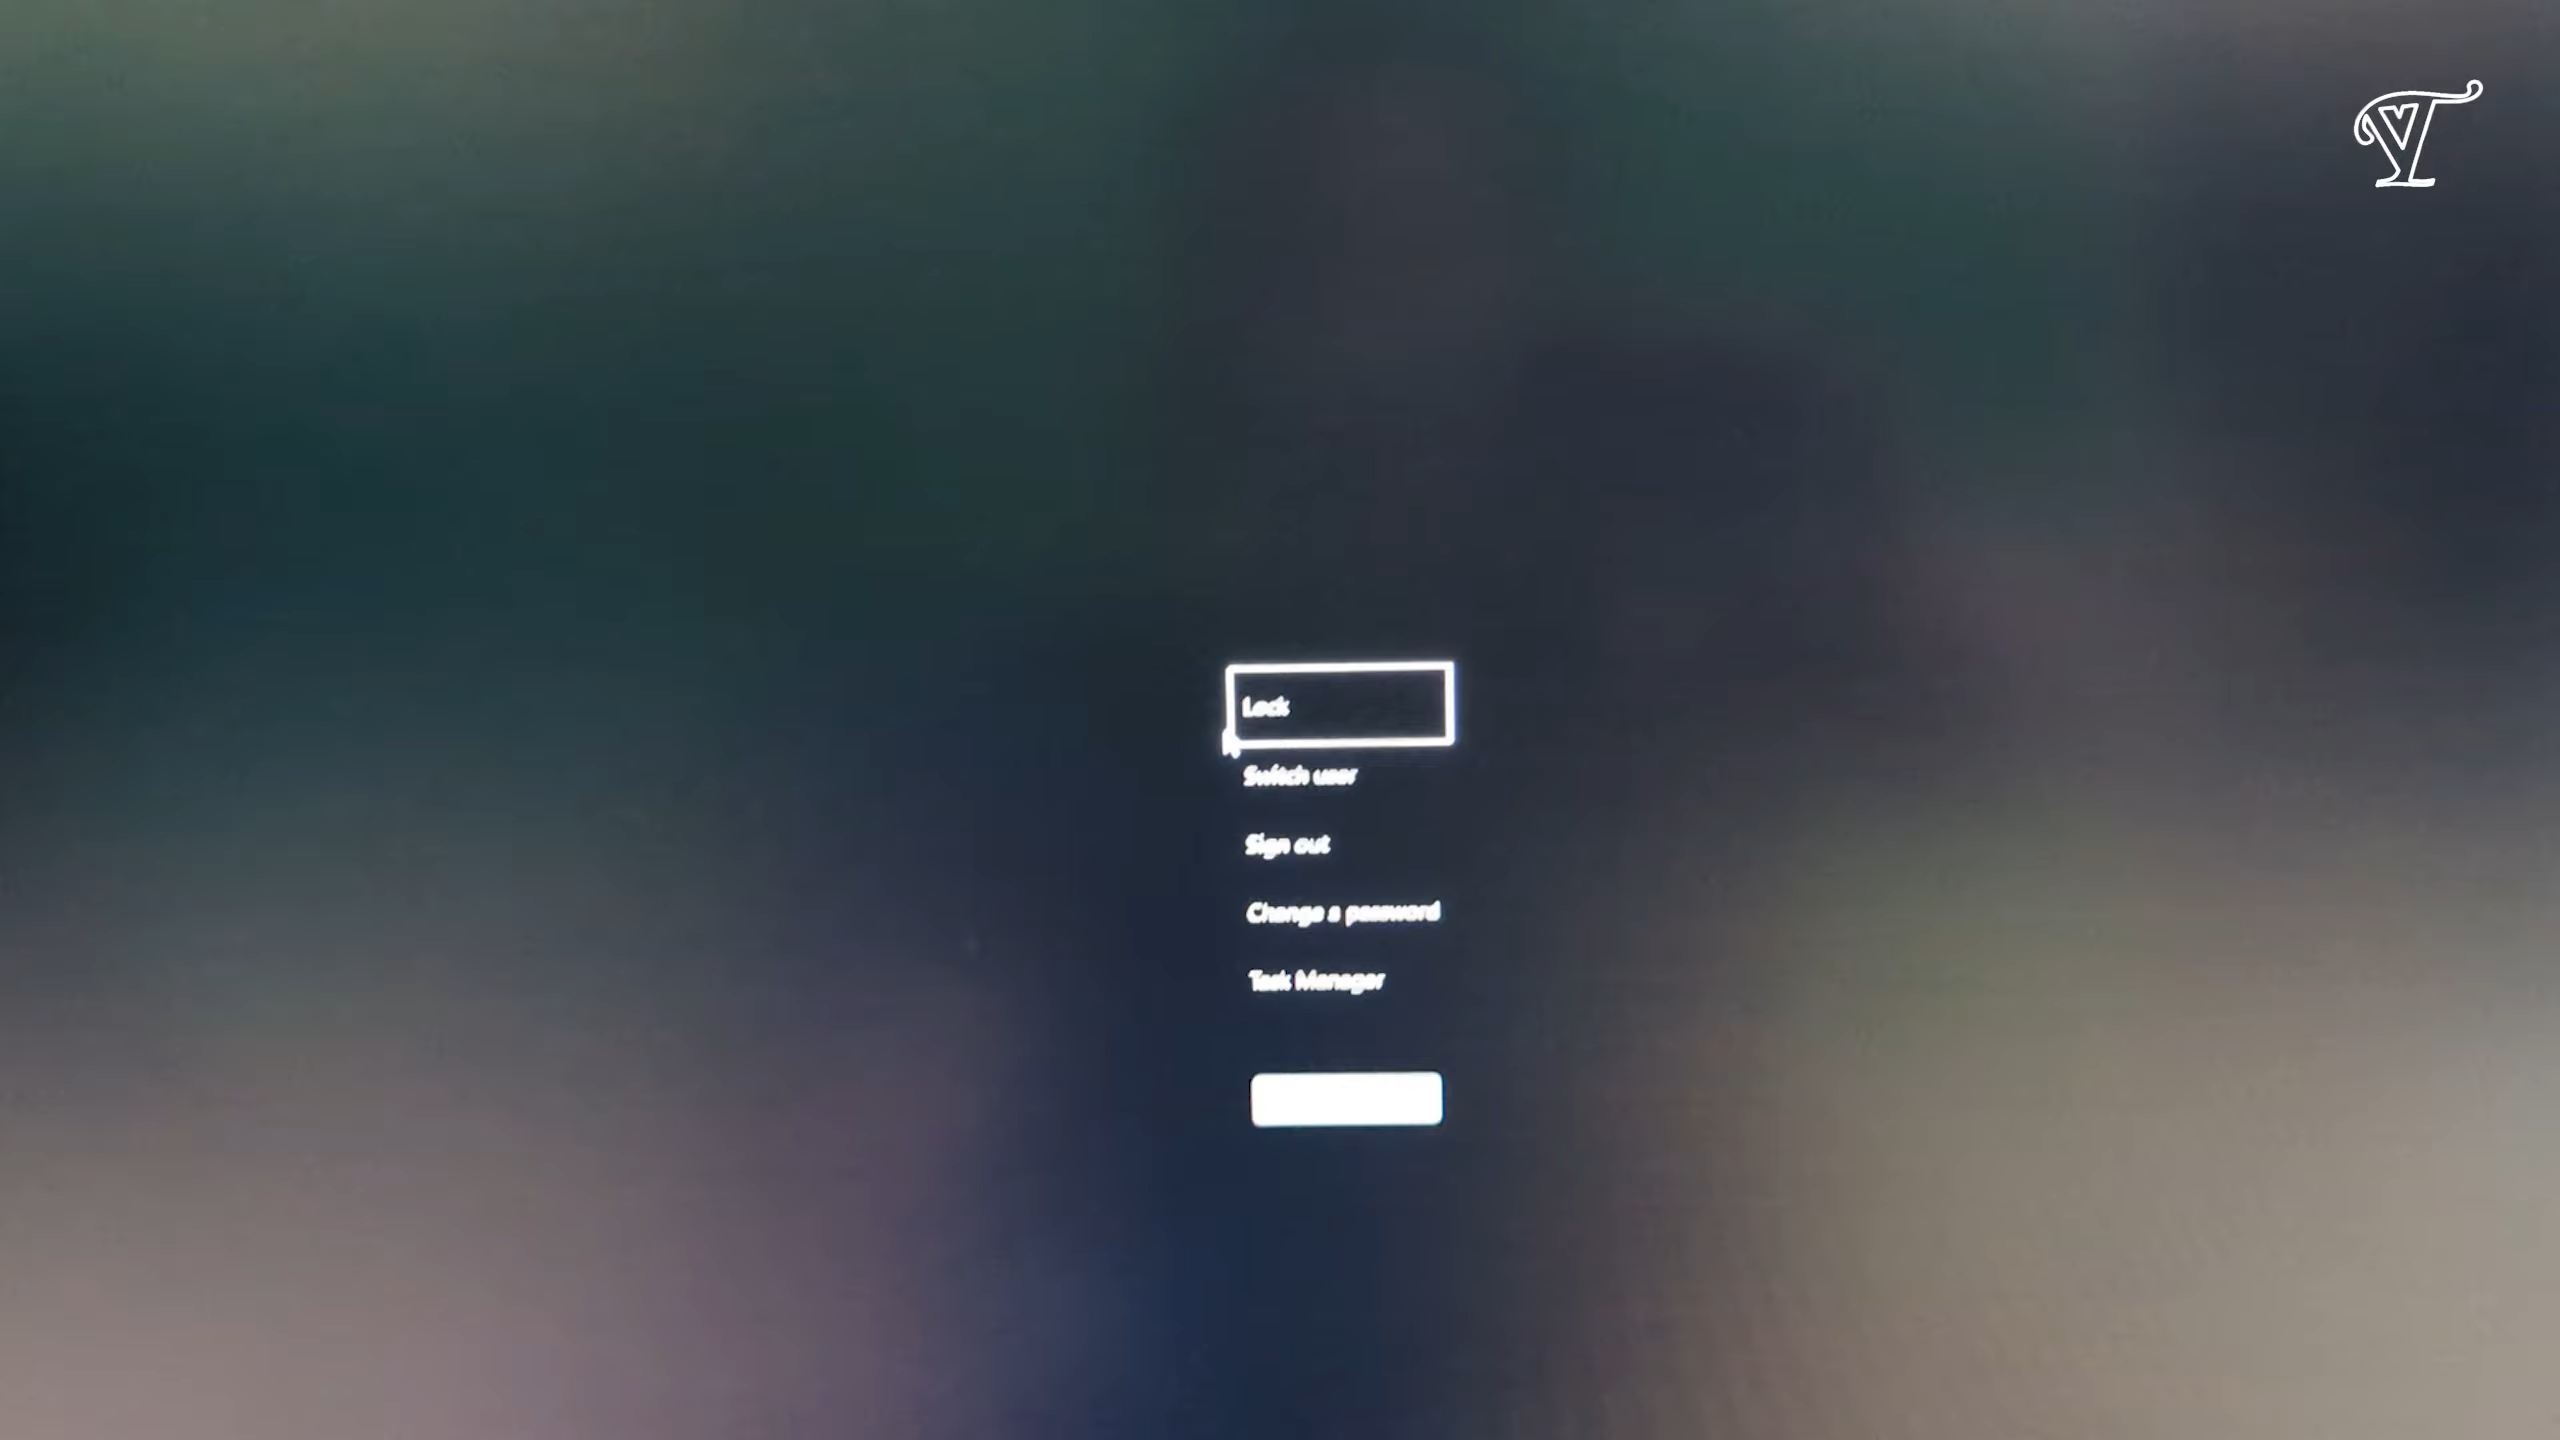 Lock
Switch user
Sign out
Change a password
Task Manager